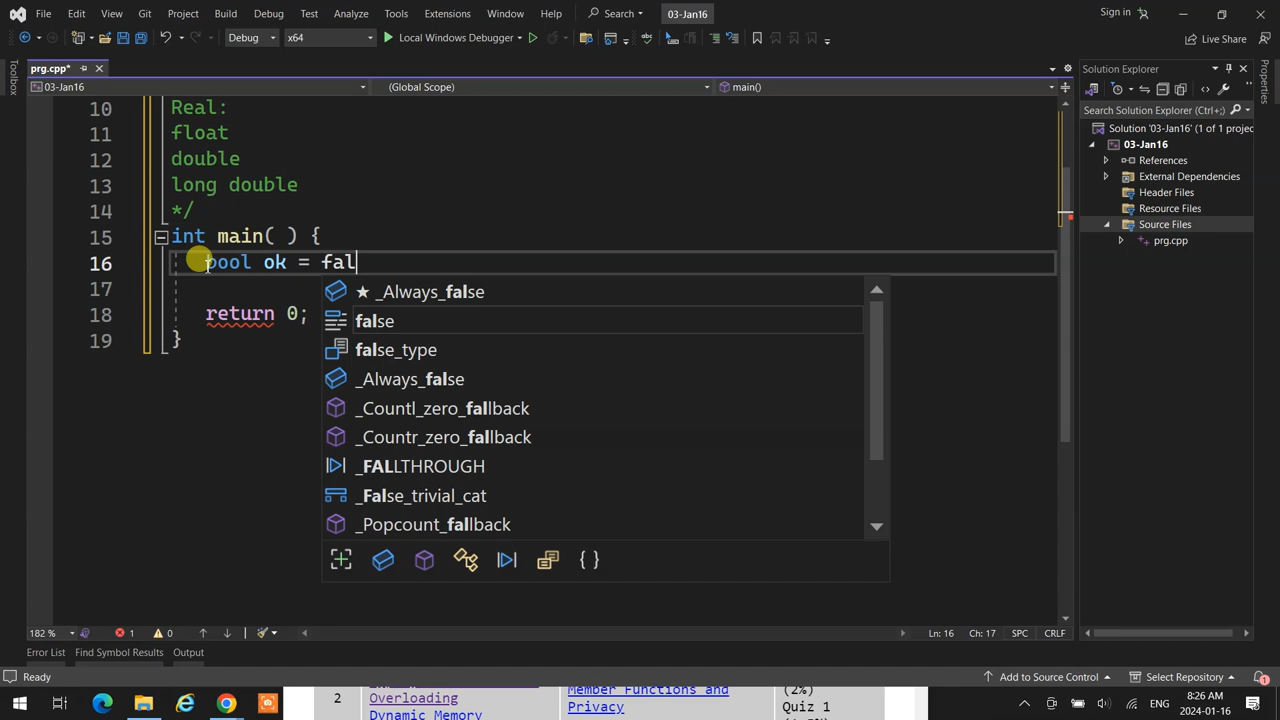 File Edit View Git Project Build Debug Test Analyze Tools Extensions Window Help Search 03-Jan16 Sign in
Debug x64 Local Windows Debugger Live Share
Toolbox
prg.cpp*
03-Jan16 (Global Scope) main()
10 Real:
11 float
12 double
13 long double
14 */
15 int main( ) {
16 bool ok = fal
17
18 return 0;
19 }
★ _Always_false
false
false_type
_Always_false
_Countl_zero_fallback
_Countr_zero_fallback
_FALLTHROUGH
_False_trivial_cat
_Popcount_fallback
{ }
Solution Explorer
Search Solution Explorer (Ctrl+;)
Solution '03-Jan16' (1 of 1 projec
03-Jan16
References
External Dependencies
Header Files
Resource Files
Source Files
prg.cpp
Properties
182 % 1 0 Ln: 16 Ch: 17 SPC CRLF
Error List Find Symbol Results Output
Ready Add to Source Control Select Repository 1
2 Overloading
Dynamic Memory
Member Functions and
Privacy
(2%)
Quiz 1
ENG 8:26 AM
2024-01-16